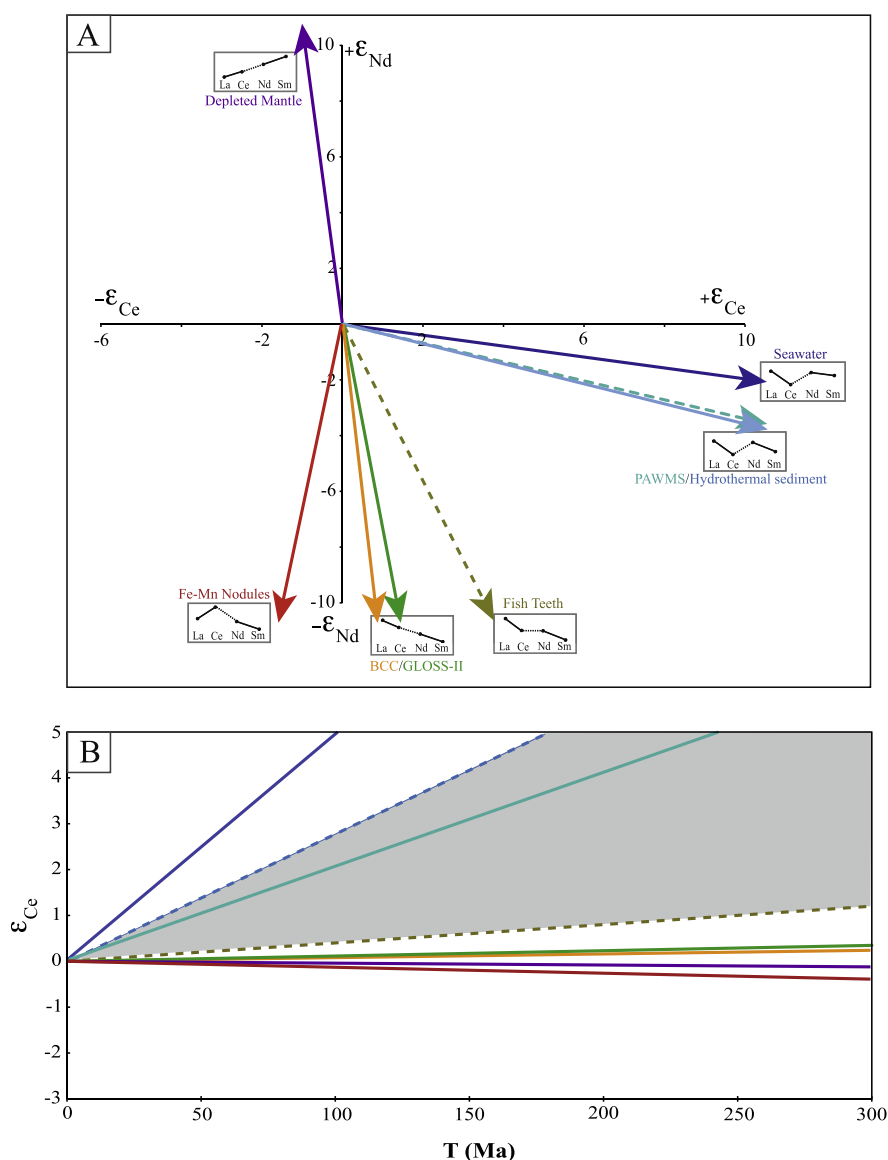 A
10
+εNd
La Ce Nd Sm
Depleted Mantle
6
2
−εCe
+εCe
-6
-2
2
6
10
Seawater
-2
La Ce Nd Sm
La Ce Nd Sm
PAWMS/Hydrothermal sediment
-6
Fe-Mn Nodules
-10
Fish Teeth
La Ce Nd Sm
−εNd
La Ce Nd Sm
La Ce Nd Sm
BCC/GLOSS-II
B
5
4
3
2
εCe
1
0
-1
-2
-3
0
50
100
150
200
250
300
T (Ma)